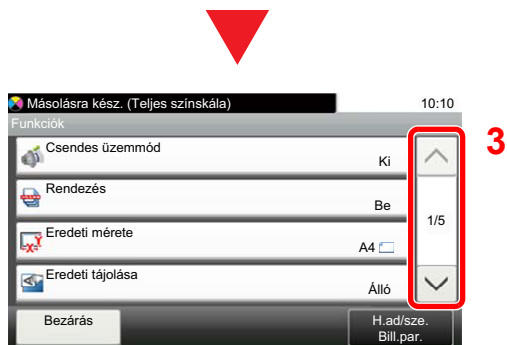 Másolásra kész. (Teljes színskála)
10:10
Funkciók
Csendes üzemmód
Ki
3
Rendezés
Be
1/5
Eredeti mérete
A4
Eredeti tájolása
Álló
Bezárás
H.ad/sze.
Bill.par.